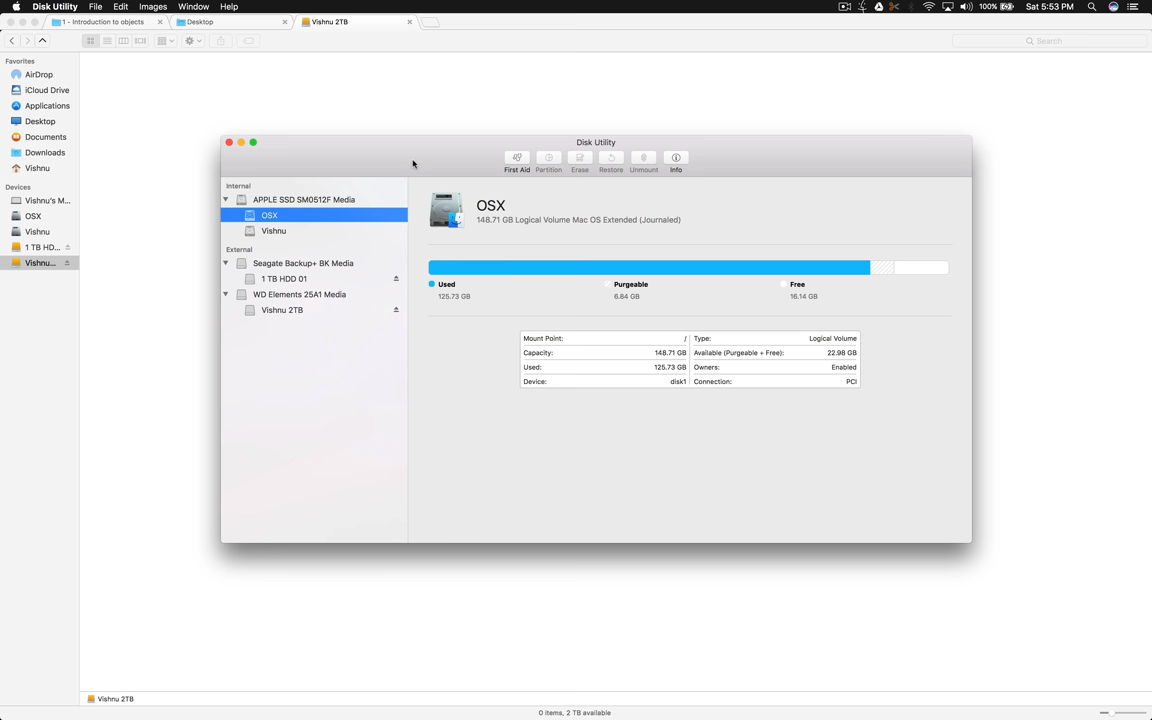 Disk Utility File Edit Images Window Help 100% Sat 5:53 PM
1 - Introduction to objects Desktop Vishnu 2TB
Search
Favorites
AirDrop
iCloud Drive
Applications
Desktop
Documents
Downloads
Vishnu
Devices
Vishnu's M...
OSX
Vishnu
1 TB HD...
Vishnu...
Disk Utility
First Aid Partition Erase Restore Unmount Info
Internal
APPLE SSD SM0512F Media
OSX
Vishnu
External
Seagate Backup+ BK Media
1 TB HDD 01
WD Elements 25A1 Media
Vishnu 2TB
OSX
148.71 GB Logical Volume Mac OS Extended (Journaled)
Used Purgeable Free
125.73 GB 6.84 GB 16.14 GB
Mount Point: / Type: Logical Volume
Capacity: 148.71 GB Available (Purgeable + Free): 22.98 GB
Used: 125.73 GB Owners: Enabled
Device: disk1 Connection: PCI
Vishnu 2TB
0 items, 2 TB available